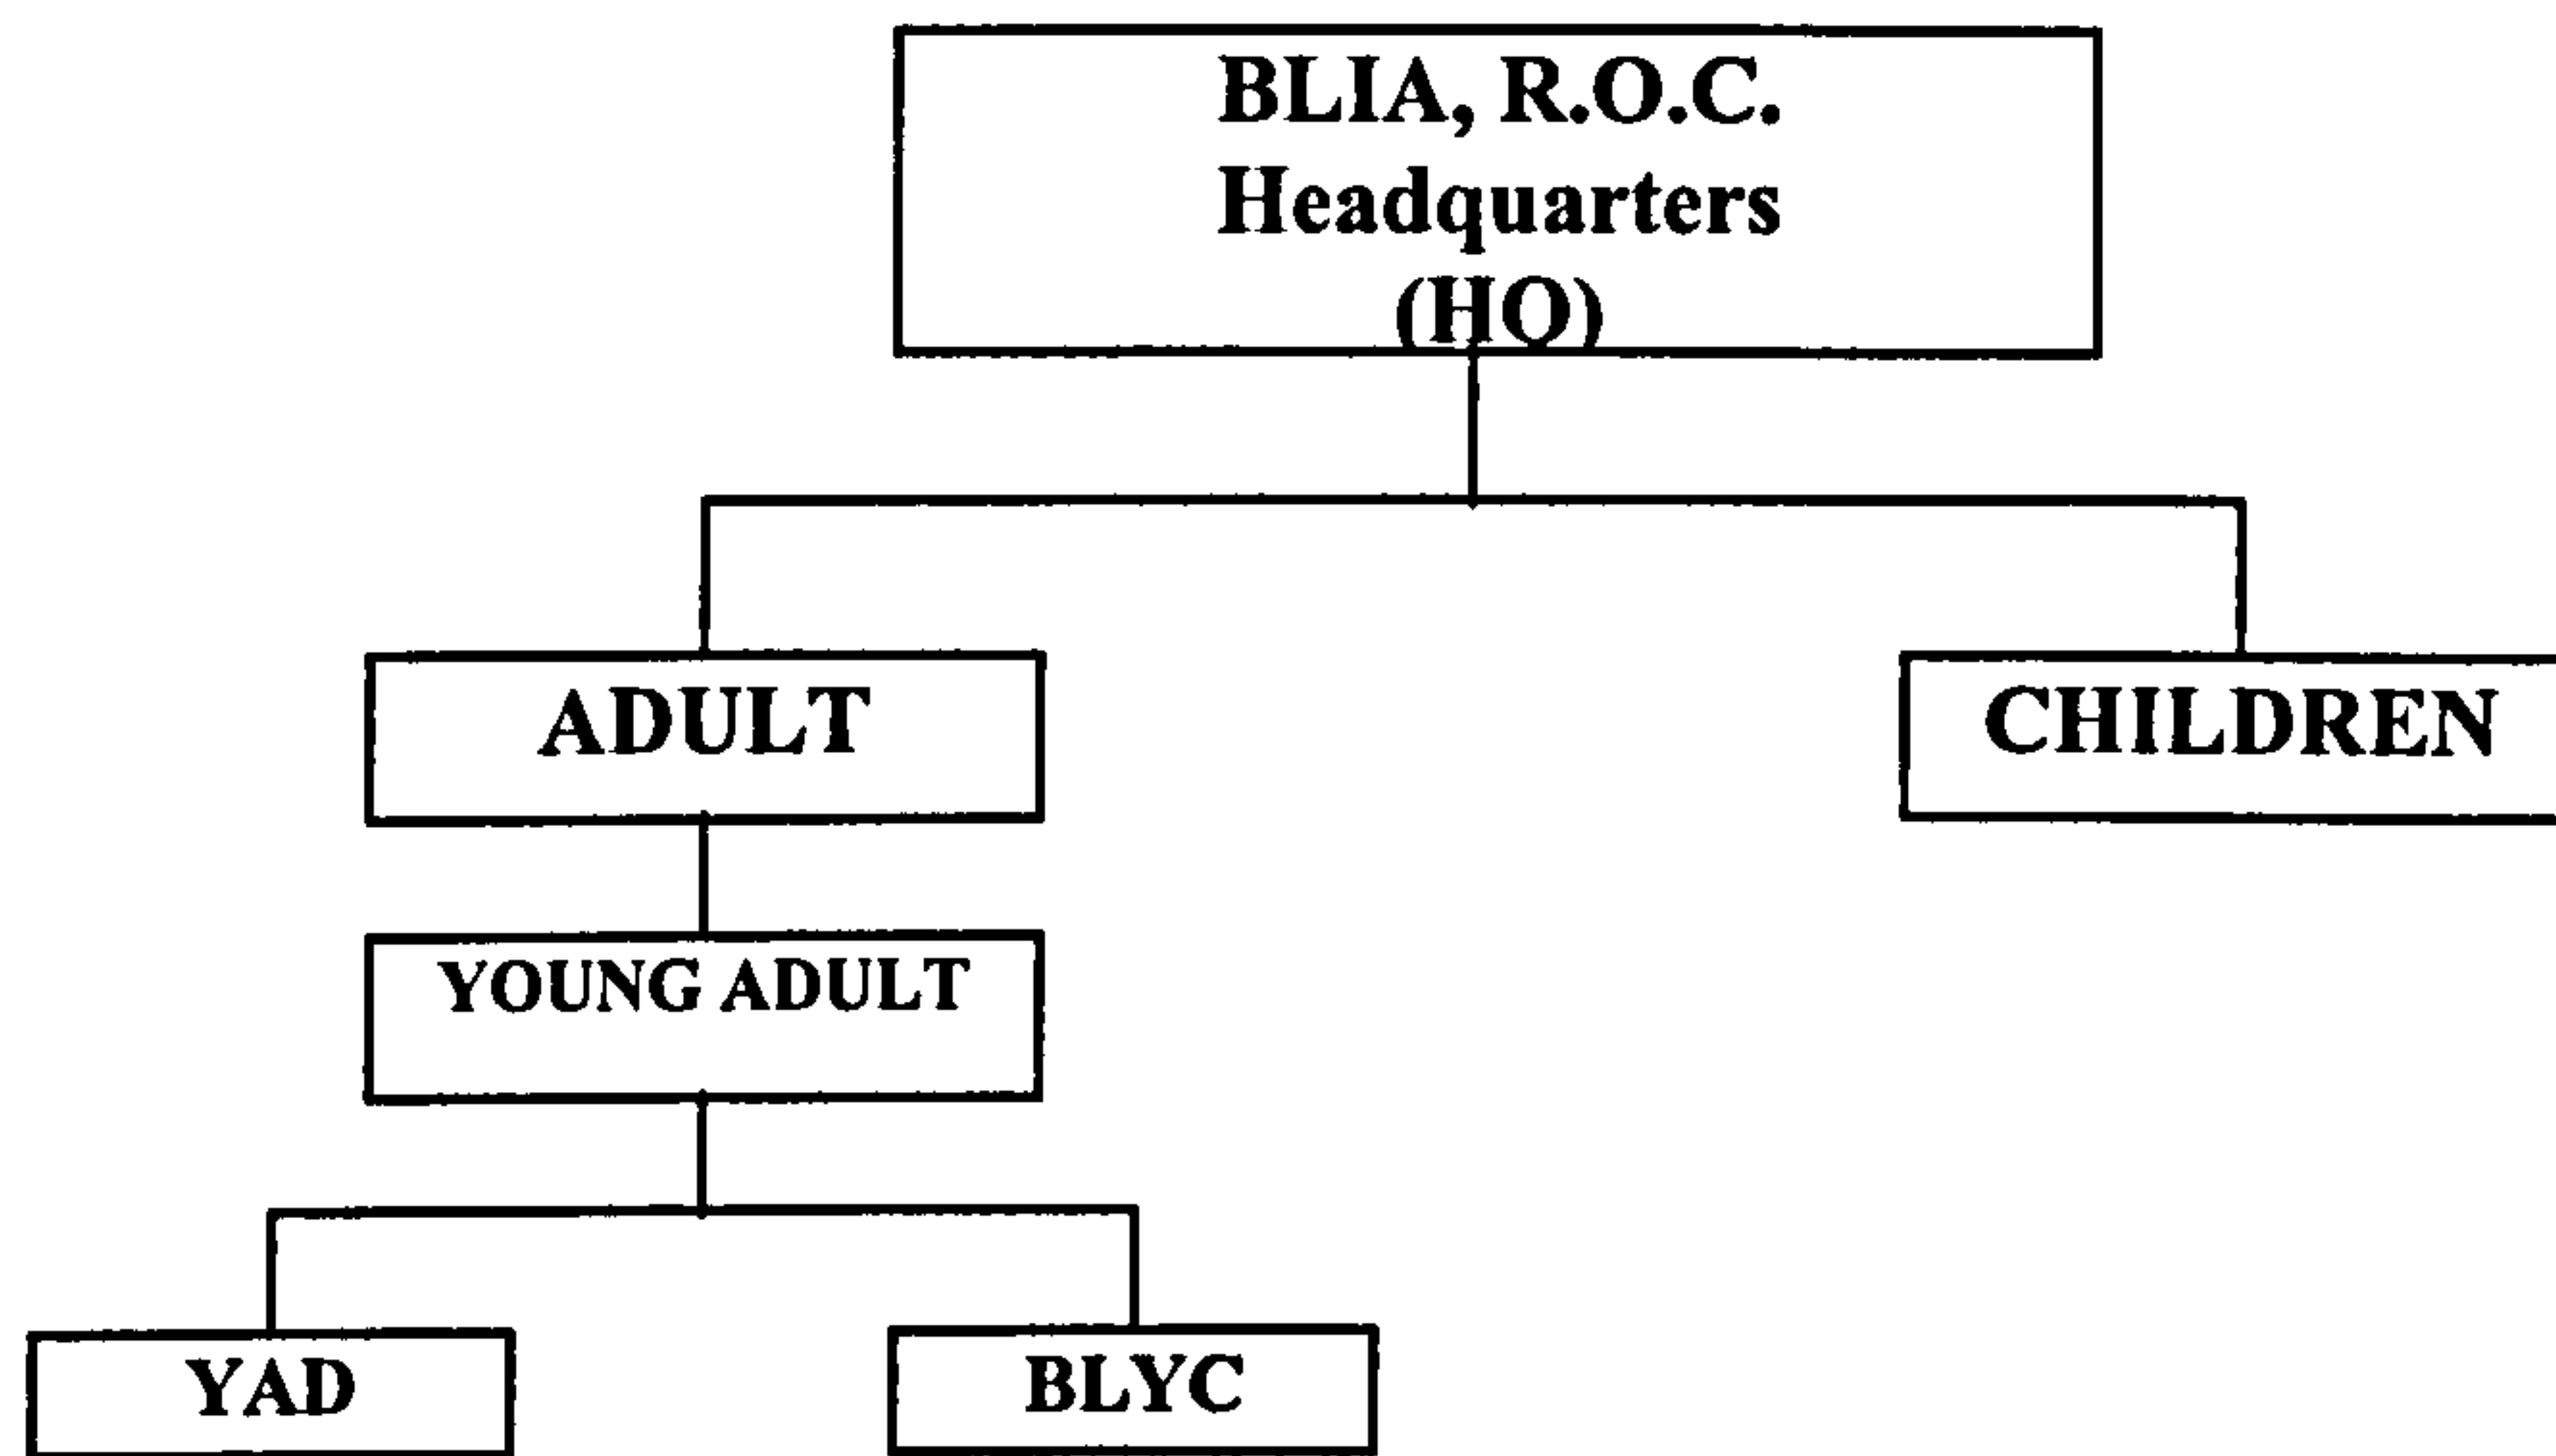 BLIA, R.O.C.
Headquarters
(HQ)
ADULT
CHILDREN
YOUNG ADULT
YAD
BLYC